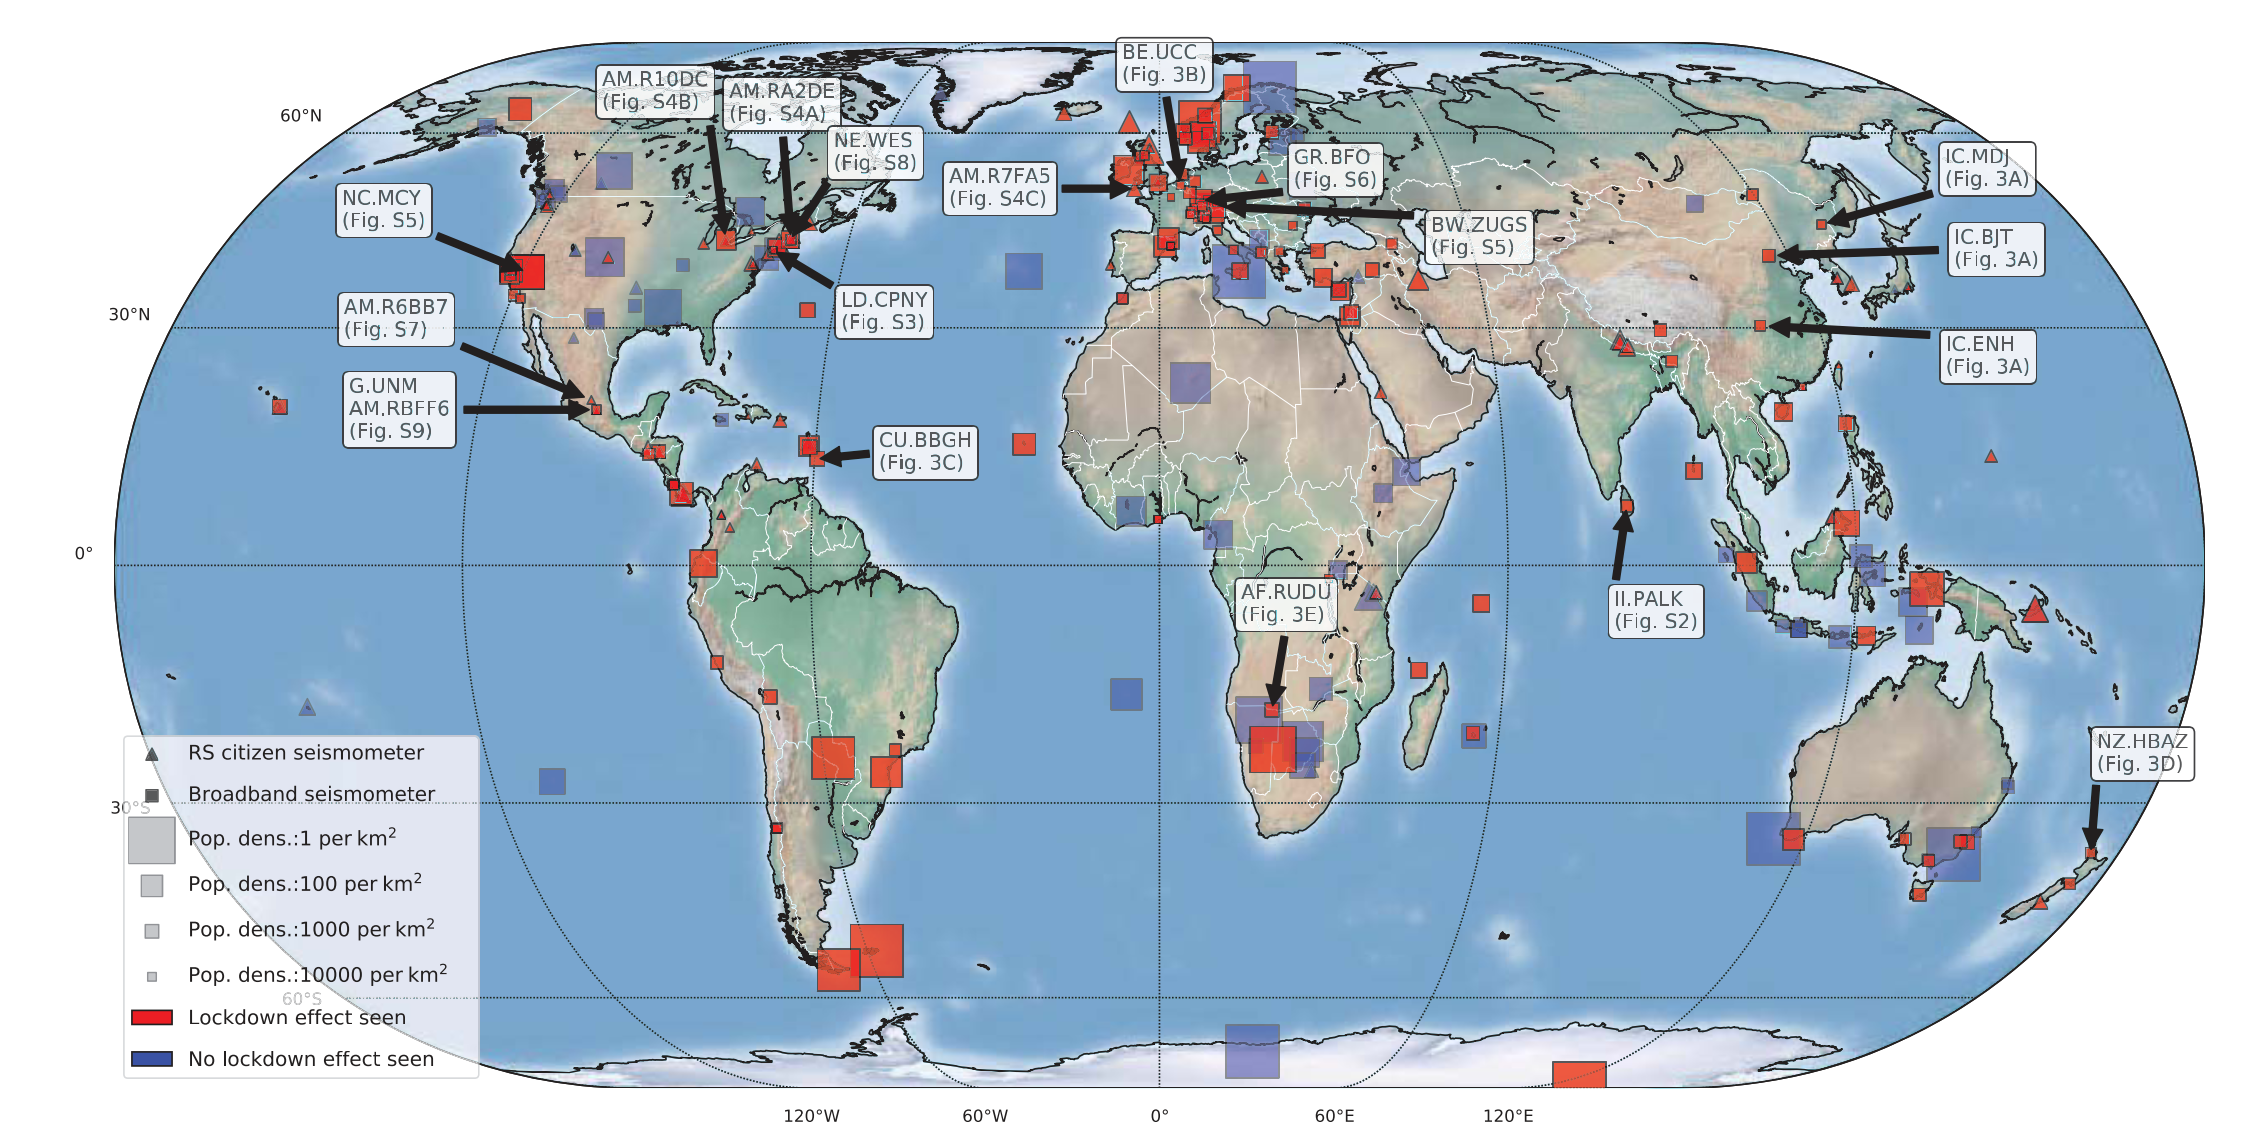 BE.UCC
(Fig. 3B)
AM.R10DC
(Fig. S4B)
AM.RA2DE
(Fig. S4A)
NE.WES
(Fig. S8)
60°N
GR.BFO
(Fig. S6)
IC.MDJ
(Fig. 3A)
AM.R7FA5
(Fig. S4C)
NC.MCY
(Fig. S5)
BW.ZUGS
(Fig. S5)
IC.BJT
(Fig. 3A)
LD.CPNY
(Fig. S3)
AM.R6BB7
(Fig. S7)
30°N
IC.ENH
(Fig. 3A)
G.UNM
AM.RBFF6
(Fig. S9)
CU.BBGH
(Fig. 3C)
0°
AF.RUDU
(Fig. 3E)
II.PALK
(Fig. S2)
NZ.HBAZ
(Fig. 3D)
RS citizen seismometer
Broadband seismometer
30°S
Pop. dens.:1 per km²
Pop. dens.:100 per km²
Pop. dens.:1000 per km²
Pop. dens.:10000 per km²
60°S
Lockdown effect seen
No lockdown effect seen
120°W
60°W
0°
60°E
120°E